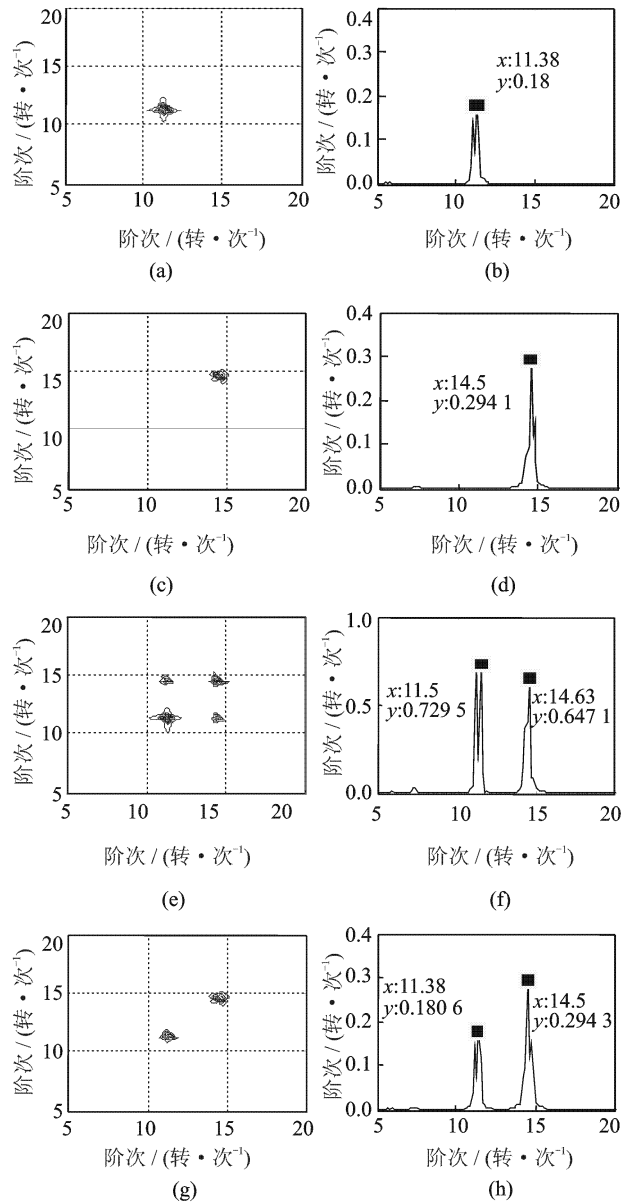 20
15
10
5
5 10 15 20
阶次 / (转·次⁻¹)
阶次 / (转·次⁻¹)
(a)
0.4
0.3
0.2
0.15
0.1
0.0
5 10 15 20
x:11.38
y:0.18
阶次 / (转·次⁻¹)
阶次 / (转·次⁻¹)
(b)
20
15
10
5
5 10 15 20
阶次 / (转·次⁻¹)
阶次 / (转·次⁻¹)
(c)
0.4
0.3
0.2
0.1
0.0
5 10 15 20
x:14.5
y:0.294 1
阶次 / (转·次⁻¹)
阶次 / (转·次⁻¹)
(d)
20
15
10
5
5 10 15 20
阶次 / (转·次⁻¹)
阶次 / (转·次⁻¹)
(e)
1.0
0.5
0.0
5 10 15 20
x:11.5
y:0.729 5
x:14.63
y:0.647 1
阶次 / (转·次⁻¹)
阶次 / (转·次⁻¹)
(f)
20
15
10
5
5 10 15 20
阶次 / (转·次⁻¹)
阶次 / (转·次⁻¹)
(g)
0.4
0.3
0.2
0.1
0.0
5 10 15 20
x:11.38
y:0.180 6
x:14.5
y:0.294 3
阶次 / (转·次⁻¹)
阶次 / (转·次⁻¹)
(h)